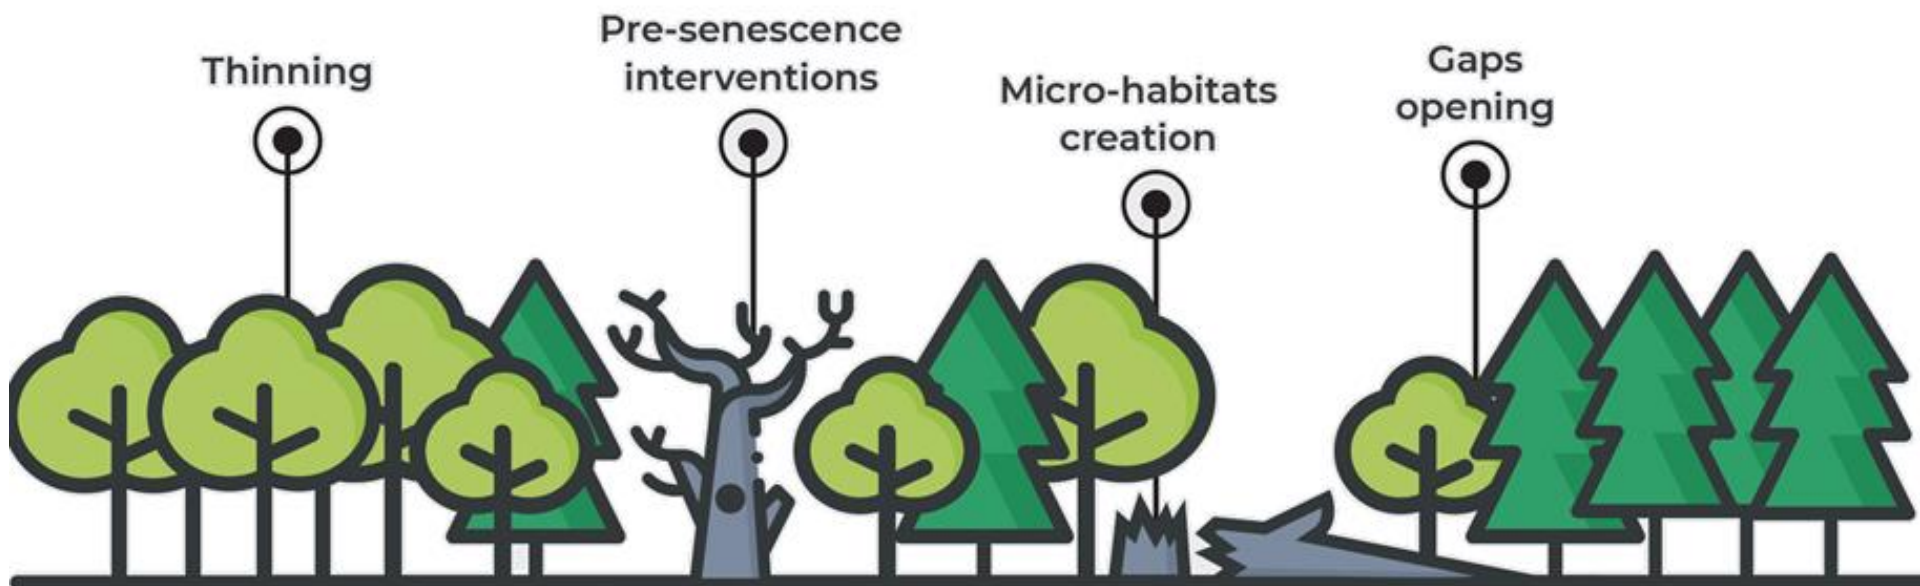 Thinning
Pre-senescence
interventions
Micro-habitats
creation
Gaps
opening